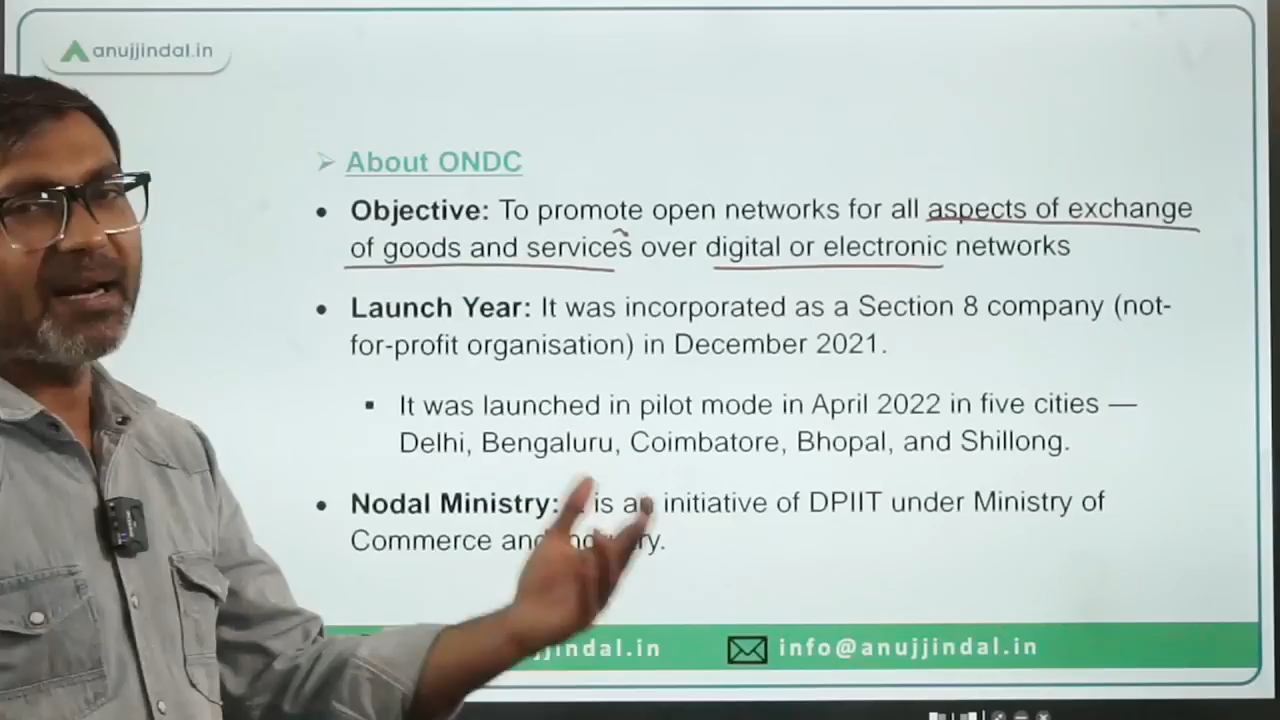 anujjindal.in
About ONDC
Objective: To promote open networks for all aspects of exchange
of goods and services over digital or electronic networks
Launch Year: It was incorporated as a Section 8 company (not-
for-profit organisation) in December 2021.
It was launched in pilot mode in April 2022 in five cities —
Delhi, Bengaluru, Coimbatore, Bhopal, and Shillong.
Nodal Ministry: is an initiative of DPIIT under Ministry of
Commerce and
info@anujjindal.in